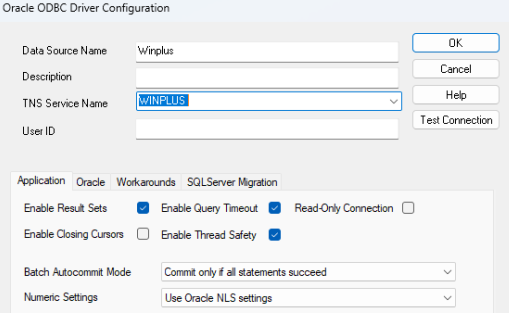 Oracle ODBC Driver Configuration
Data Source Name Winplus OK
Description Cancel
TNS Service Name WINPLUS Help
User ID Test Connection
Application Oracle Workarounds SQLServer Migration
Enable Result Sets Enable Query Timeout Read-Only Connection
Enable Closing Cursors Enable Thread Safety
Batch Autocommit Mode Commit only if all statements succeed
Numeric Settings Use Oracle NLS settings